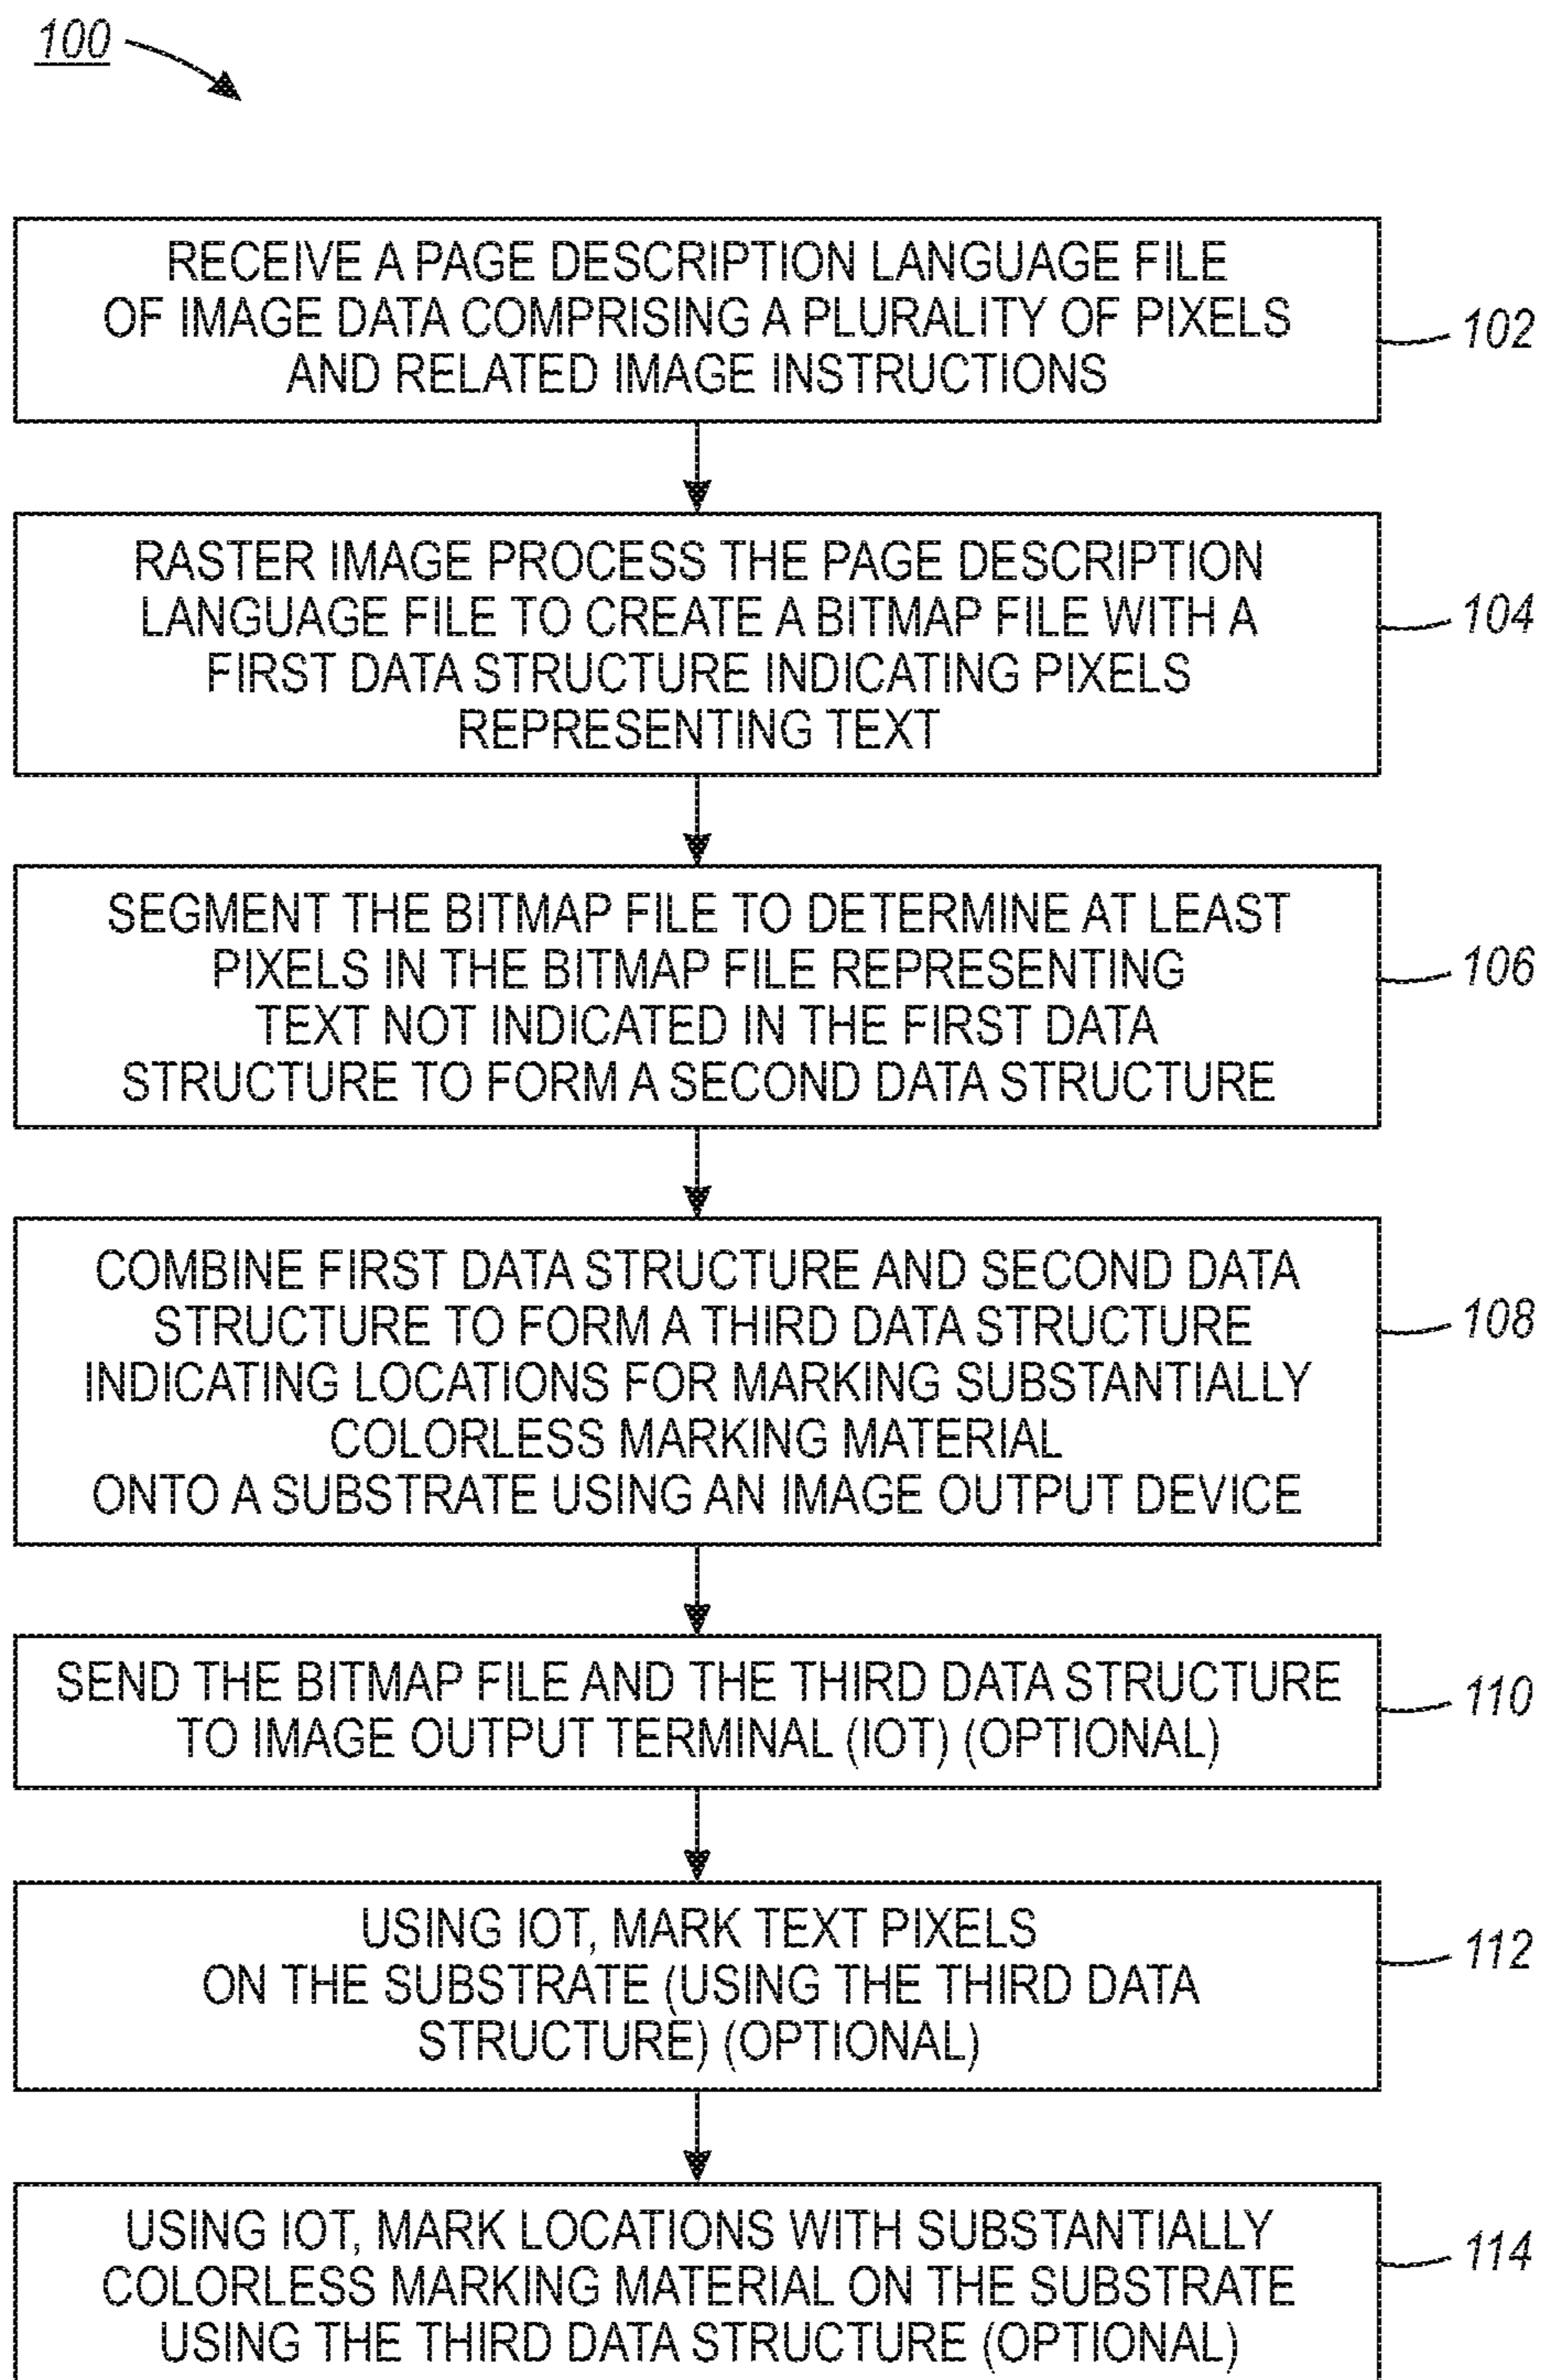 100
RECEIVE A PAGE DESCRIPTION LANGUAGE FILE
OF IMAGE DATA COMPRISING A PLURALITY OF PIXELS
AND RELATED IMAGE INSTRUCTIONS
102
RASTER IMAGE PROCESS THE PAGE DESCRIPTION
LANGUAGE FILE TO CREATE A BITMAP FILE WITH A
FIRST DATA STRUCTURE INDICATING PIXELS
REPRESENTING TEXT
104
SEGMENT THE BITMAP FILE TO DETERMINE AT LEAST
PIXELS IN THE BITMAP FILE REPRESENTING
TEXT NOT INDICATED IN THE FIRST DATA
STRUCTURE TO FORM A SECOND DATA STRUCTURE
106
COMBINE FIRST DATA STRUCTURE AND SECOND DATA
STRUCTURE TO FORM A THIRD DATA STRUCTURE
INDICATING LOCATIONS FOR MARKING SUBSTANTIALLY
COLORLESS MARKING MATERIAL
ONTO A SUBSTRATE USING AN IMAGE OUTPUT DEVICE
108
SEND THE BITMAP FILE AND THE THIRD DATA STRUCTURE
TO IMAGE OUTPUT TERMINAL (IOT) (OPTIONAL)
110
USING IOT, MARK TEXT PIXELS
ON THE SUBSTRATE (USING THE THIRD DATA
STRUCTURE) (OPTIONAL)
112
USING IOT, MARK LOCATIONS WITH SUBSTANTIALLY
COLORLESS MARKING MATERIAL ON THE SUBSTRATE
USING THE THIRD DATA STRUCTURE (OPTIONAL)
114